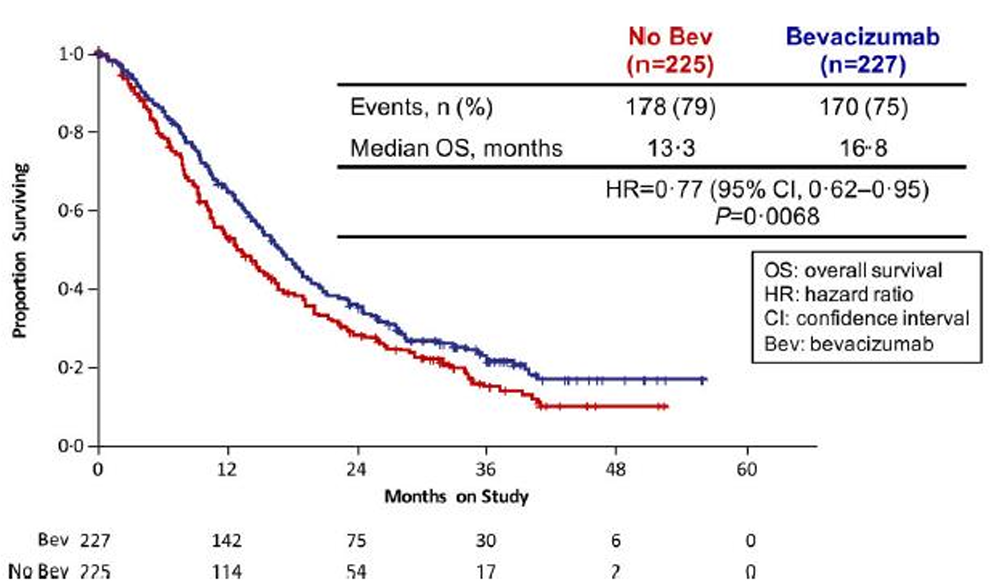 No Bev Bevacizumab
(n=225) (n=227)
Events, n (%) 178 (79) 170 (75)
Median OS, months 13·3 16·8
HR=0·77 (95% CI, 0·62–0·95)
P=0·0068
OS: overall survival
HR: hazard ratio
CI: confidence interval
Bev: bevacizumab
Proportion Surviving
1·0
0·8
0·6
0·4
0·2
0·0
0 12 24 36 48 60
Months on Study
Bev 227 142 75 30 6 0
No Bev 225 114 54 17 2 0